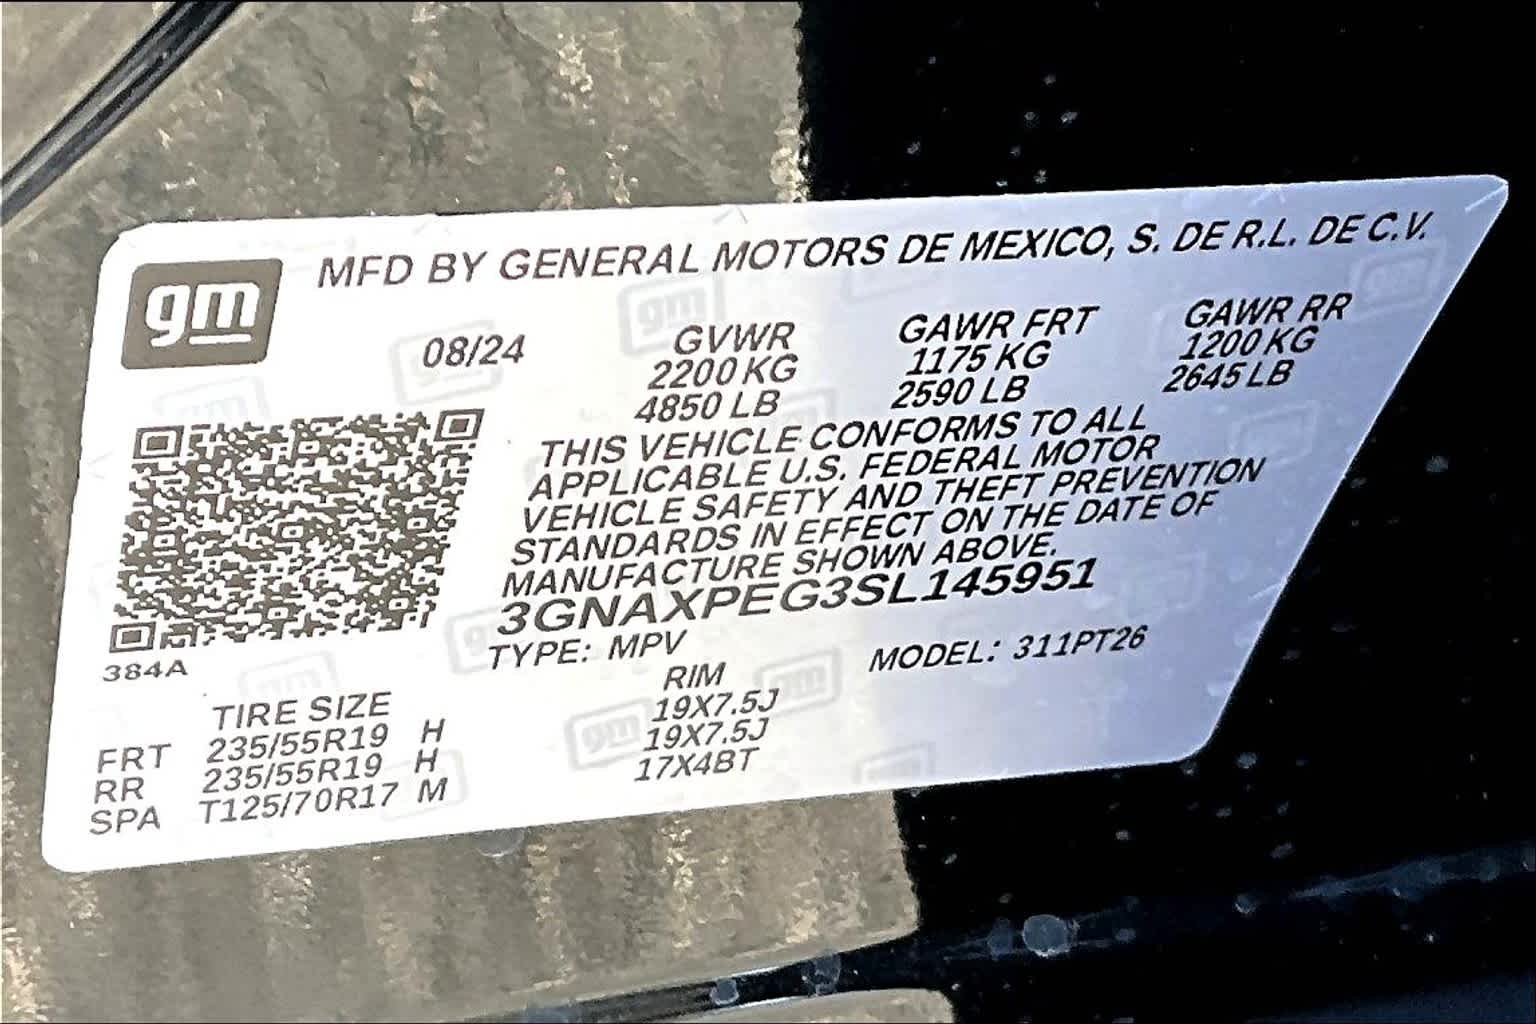 gm MFD BY GENERAL MOTORS DE MEXICO, S. DE R.L. DE C.V.
08/24 GVWR GAWR FRT GAWR RR
2200 KG 1175 KG 1200 KG
4850 LB 2590 LB 2645 LB
THIS VEHICLE CONFORMS TO ALL
APPLICABLE U.S. FEDERAL MOTOR
VEHICLE SAFETY AND THEFT PREVENTION
STANDARDS IN EFFECT ON THE DATE OF
MANUFACTURE SHOWN ABOVE.
3GNAXPEG3SL145951
384A
TYPE: MPV MODEL: 311PT26
TIRE SIZE RIM
FRT 235/55R19 H 19X7.5J
RR 235/55R19 H 19X7.5J
SPA T125/70R17 M 17X4BT